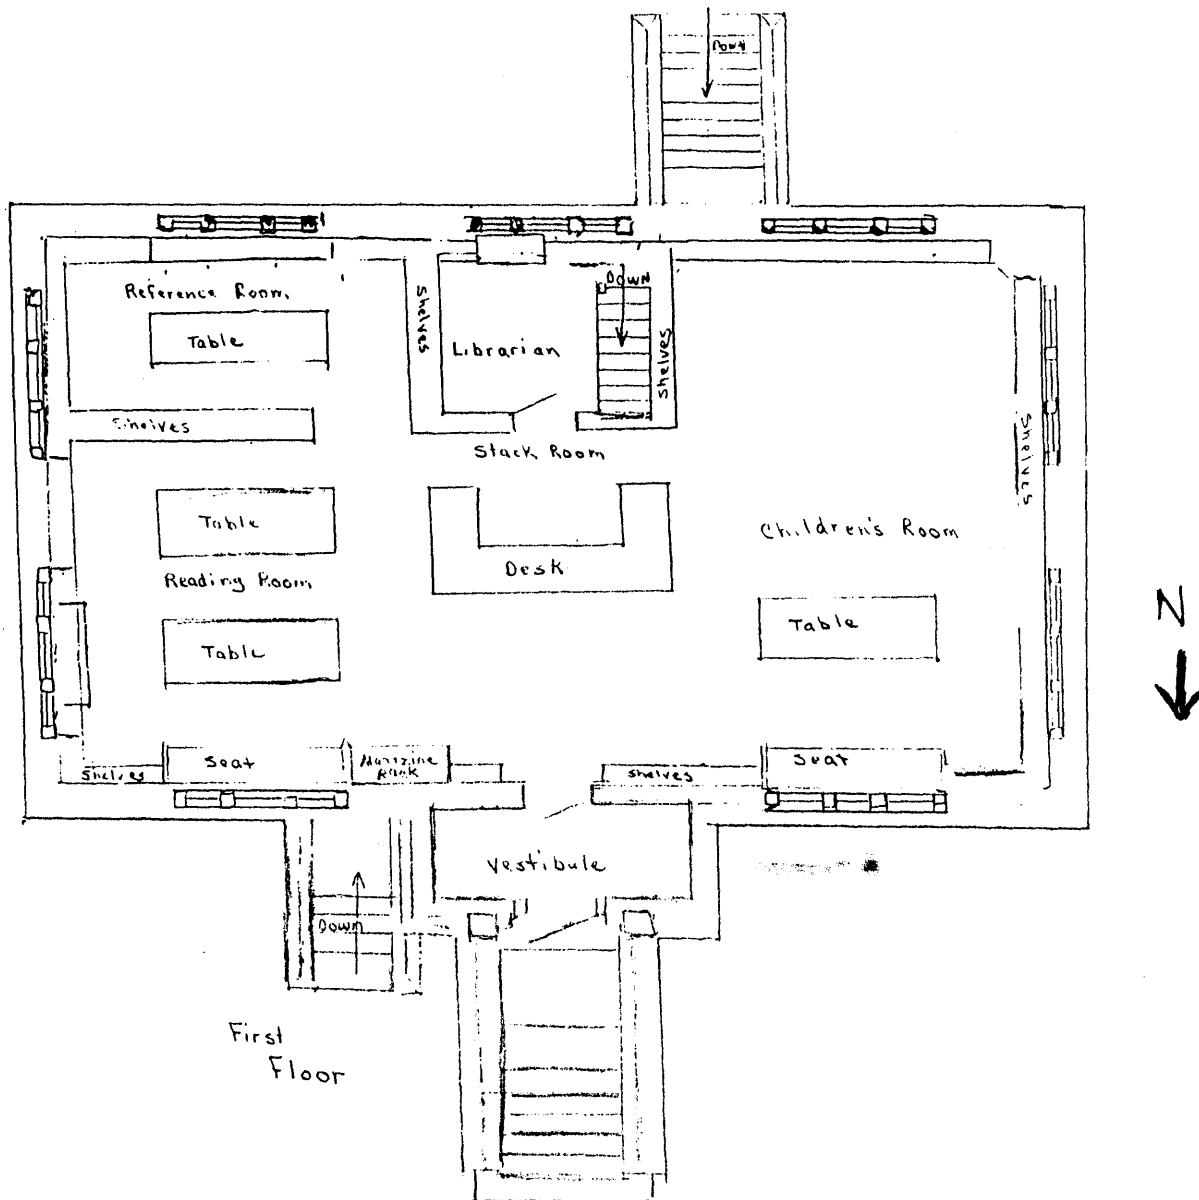 Down
Reference Room
Table
Shelves
Librarian
Down
Shelves
Shelves
Stack Room
Shelves
Table
Children's Room
Reading Room
Desk
Table
Table
Shelves
Seat
Magazine
Rack
Shelves
Seat
Vestibule
Down
First
Floor
N